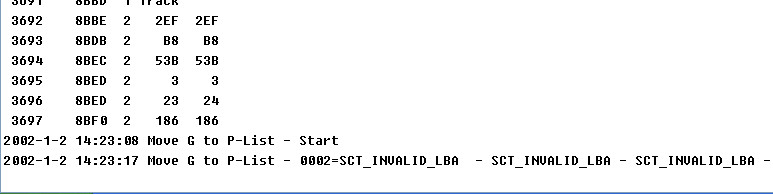 3691 8BBD 1 Track
3692 8BBE 2 2EF 2EF
3693 8BDB 2 B8 B8
3694 8BEC 2 53B 53B
3695 8BED 2 3 3
3696 8BED 2 23 24
3697 8BF0 2 186 186
2002-1-2 14:23:08 Move G to P-List - Start
2002-1-2 14:23:17 Move G to P-List - 0002=SCT_INVALID_LBA - SCT_INVALID_LBA - SCT_INVALID_LBA -